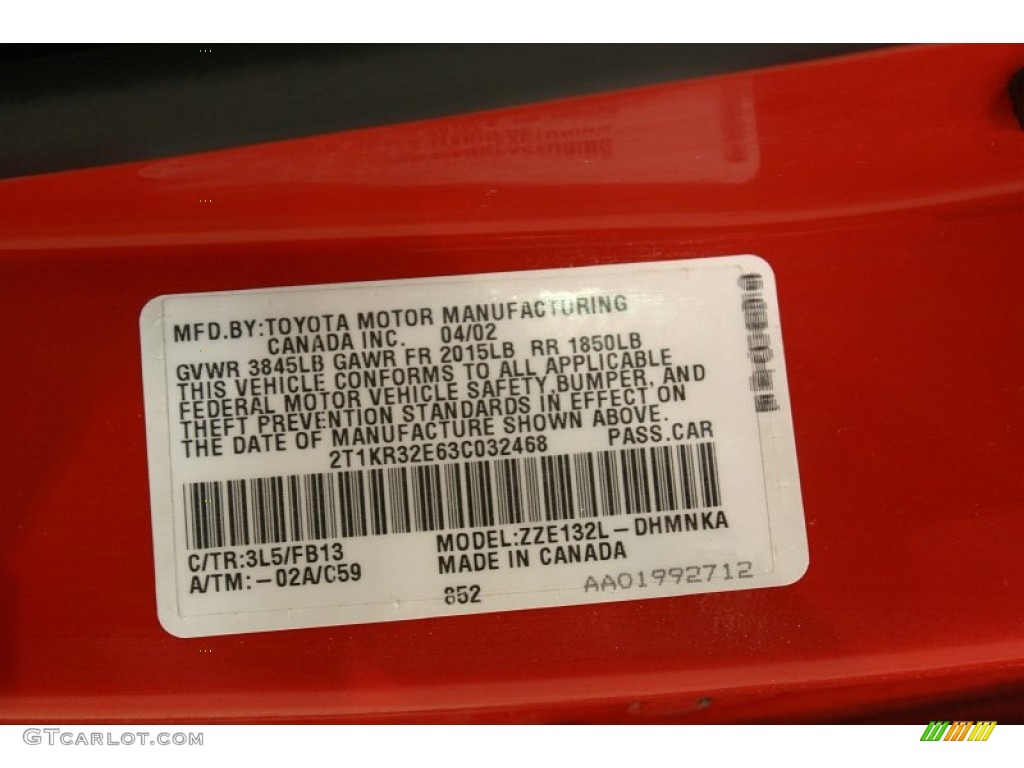 MFD.BY:TOYOTA MOTOR MANUFACTURING
CANADA INC. 04/02
GVWR 3845LB GAWR FR 2015LB RR 1850LB
THIS VEHICLE CONFORMS TO ALL APPLICABLE
FEDERAL MOTOR VEHICLE SAFETY,BUMPER, AND
THEFT PREVENTION STANDARDS IN EFFECT ON
THE DATE OF MANUFACTURE SHOWN ABOVE.
2T1KR32E63C032468 PASS.CAR
C/TR:3L5/FB13 MODEL:ZZE132L-DHMNKA
A/TM:-02A/C59 MADE IN CANADA
852 AA01992712
GTCARLOT.COM